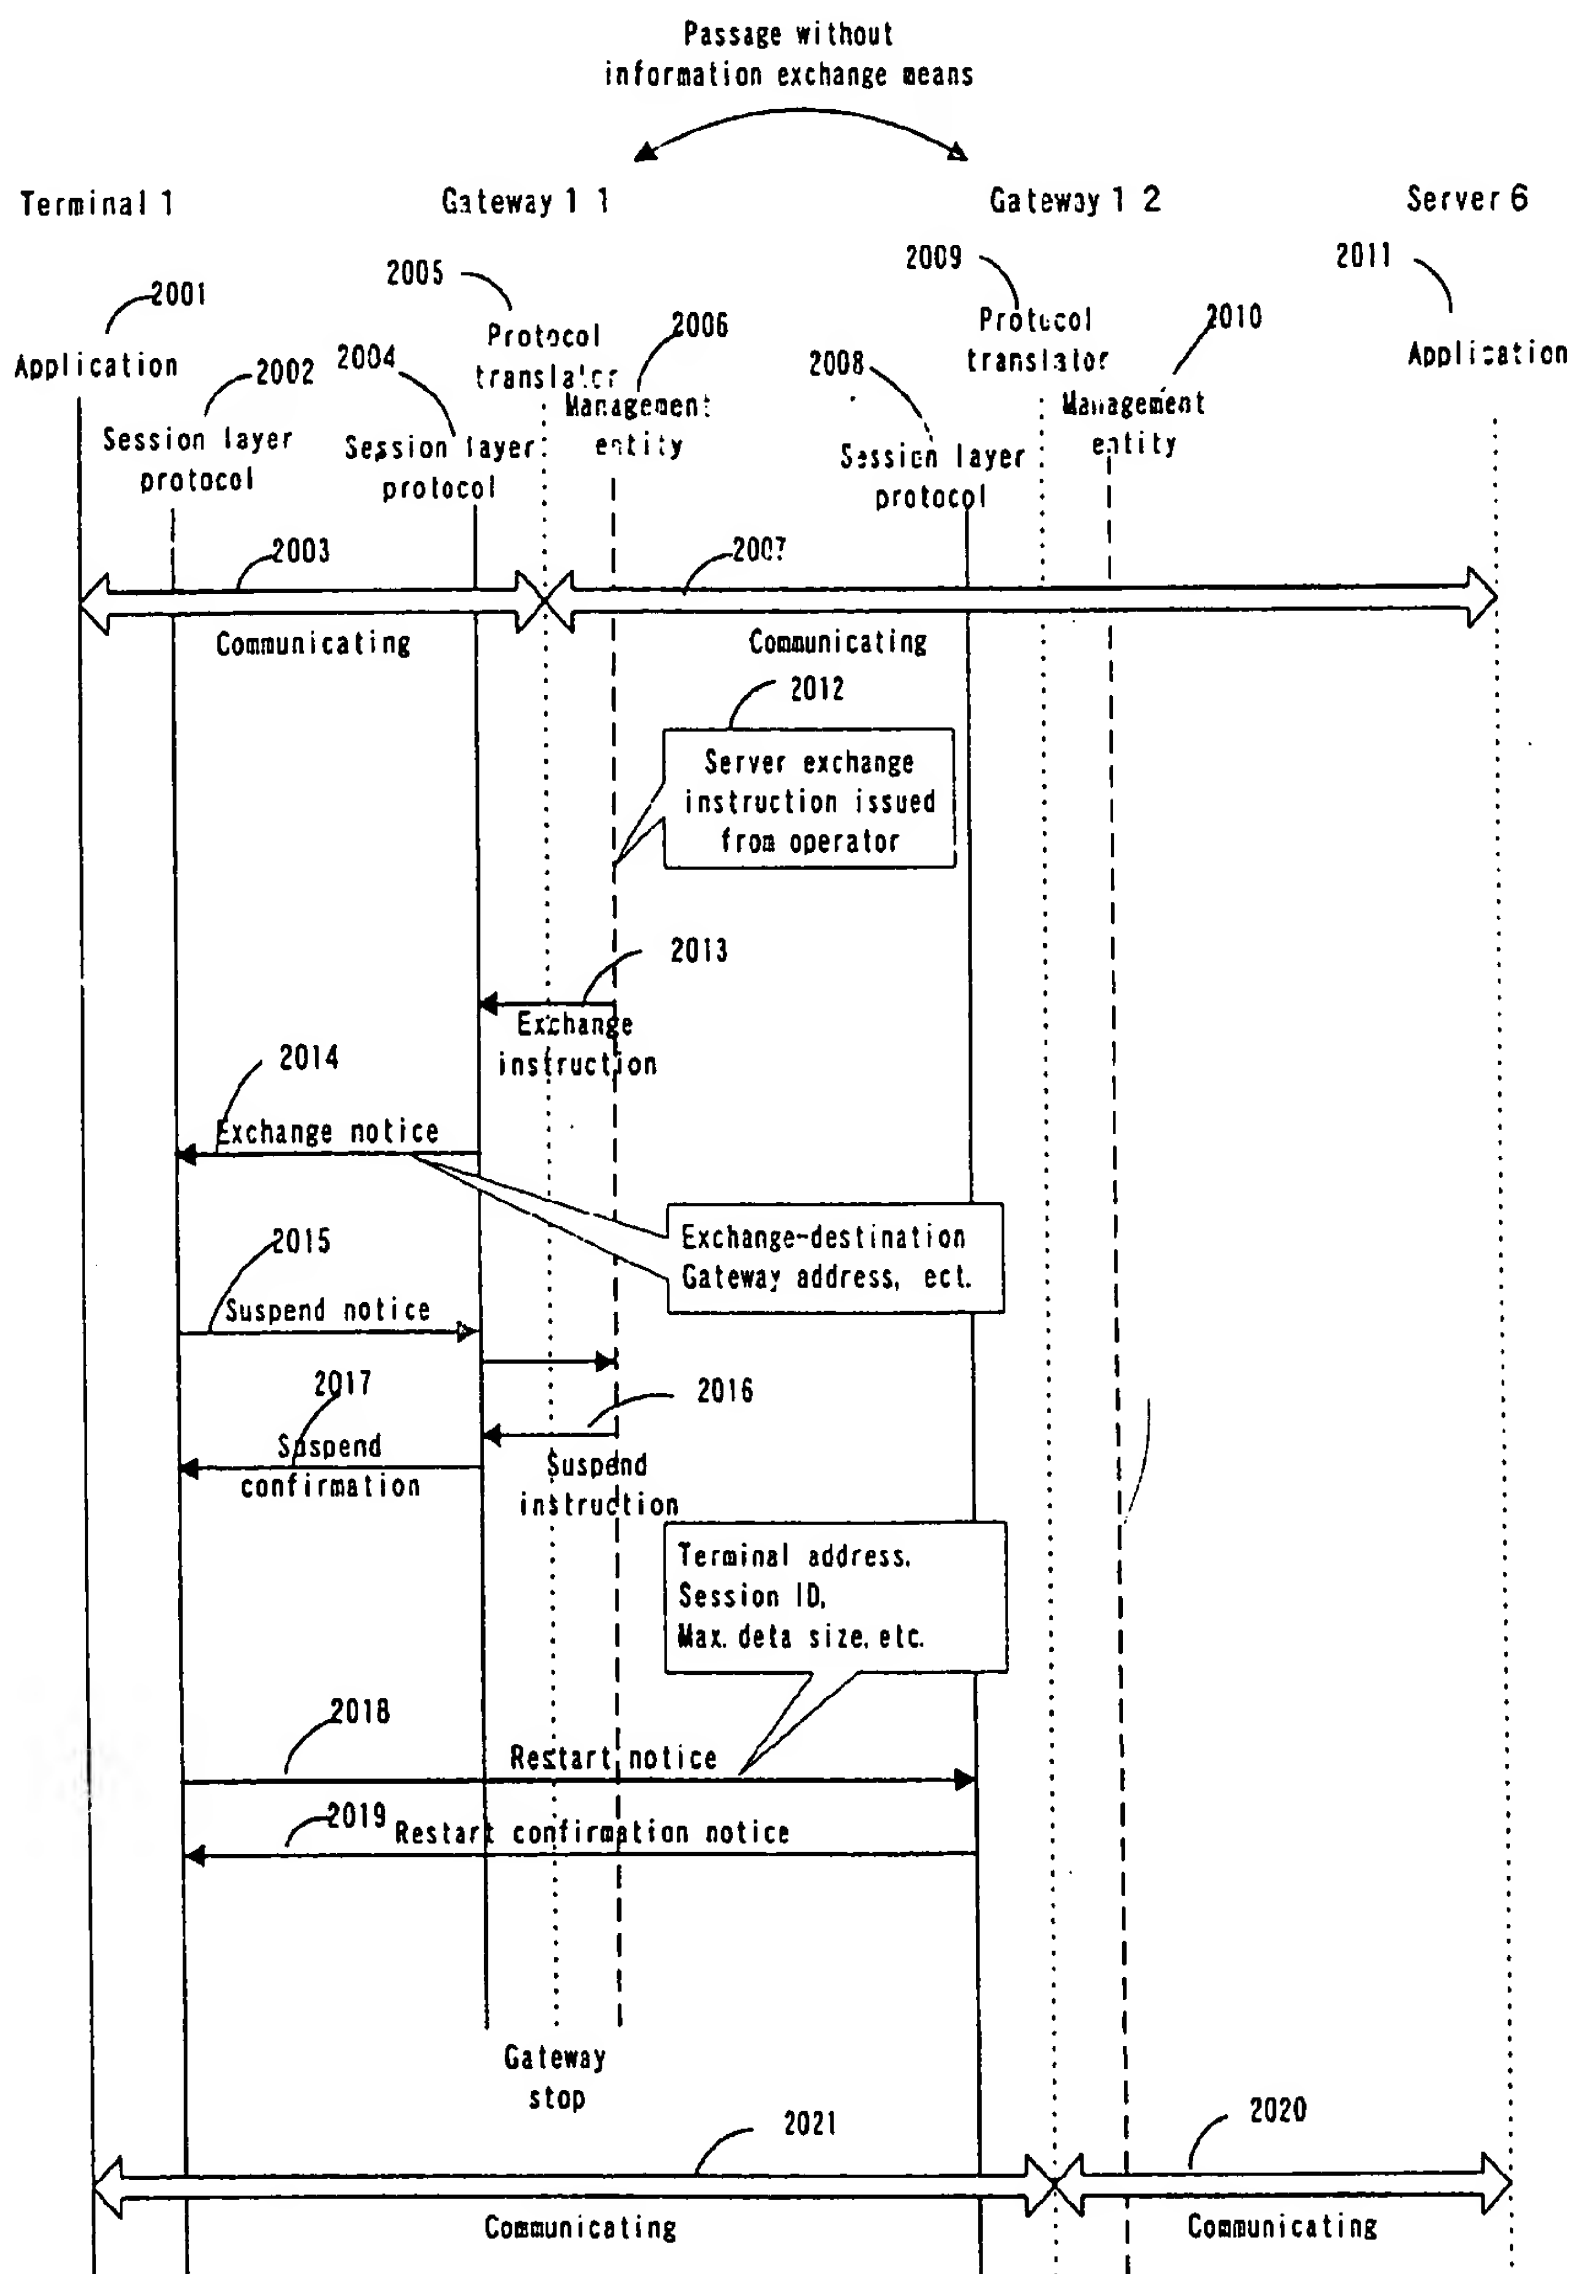 Passage without
information exchange means
Terminal 1
Gateway 1 1
Gateway 1 2
Server 6
2001
Application
2002
Session layer
protocol
2004
Session layer
protocol
2005
Protocol
translator
2006
Management
entity
2008
Session layer
protocol
2009
Protocol
translator
2010
Management
entity
2011
Application
2003
Communicating
2007
Communicating
2012
Server exchange
instruction issued
from operator
2013
Exchange
instruction
2014
Exchange notice
Exchange-destination
Gateway address, ect.
2015
Suspend notice
2016
Suspend
instruction
2017
Suspend
confirmation
Terminal address,
Session ID,
Max. deta size, etc.
2018
Restart notice
2019
Restart confirmation notice
Gateway
stop
2021
Communicating
2020
Communicating